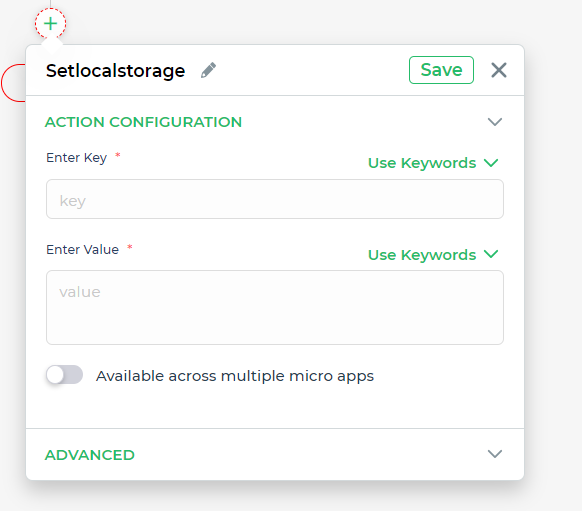 Setlocalstorage
Save
ACTION CONFIGURATION
Enter Key *
Use Keywords
key
Enter Value *
Use Keywords
value
Available across multiple micro apps
ADVANCED